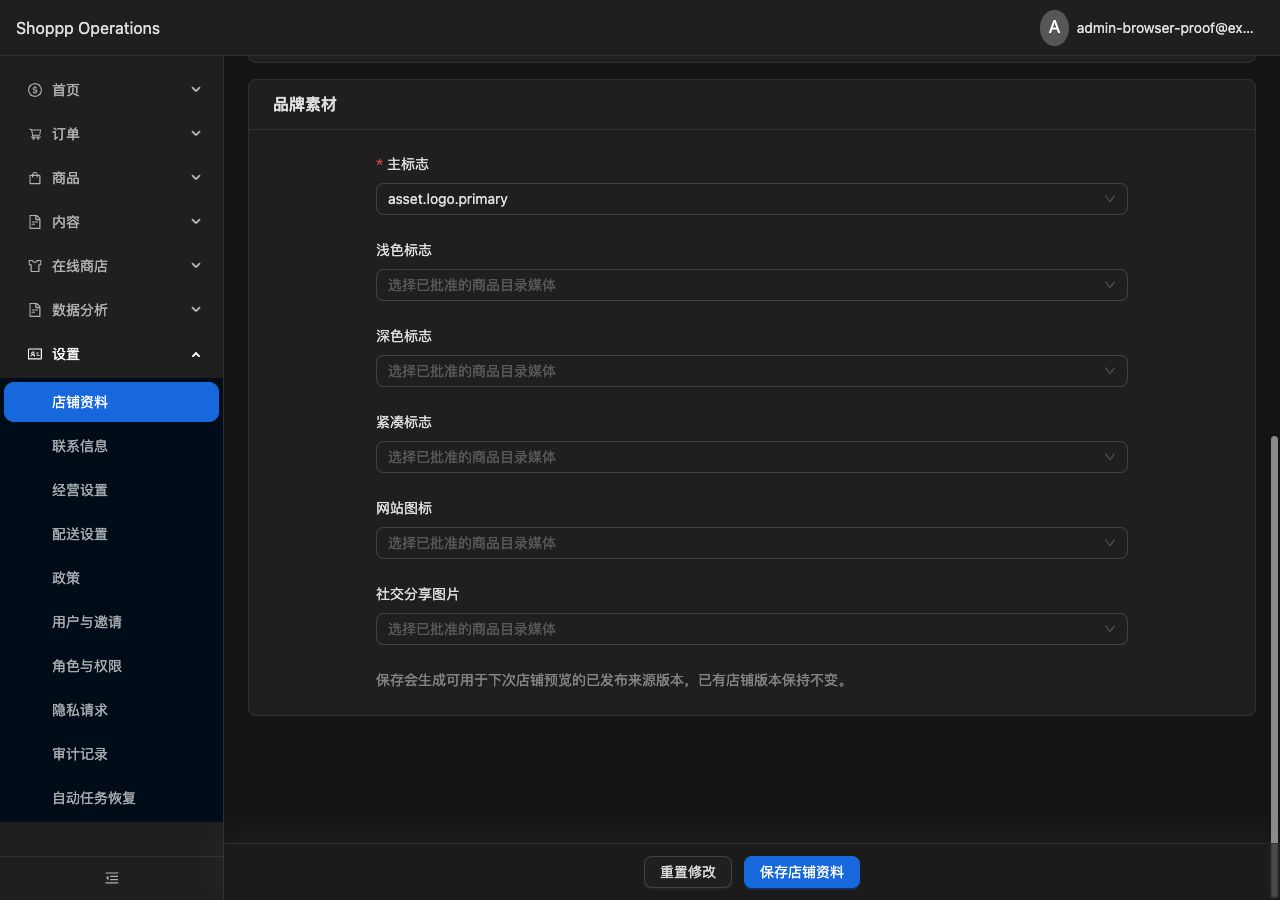 Shoppp Operations
A
admin-browser-proof@ex...
首页
订单
商品
内容
在线商店
数据分析
设置
店铺资料
联系信息
经营设置
配送设置
政策
用户与邀请
角色与权限
隐私请求
审计记录
自动任务恢复
品牌素材
* 主标志
asset.logo.primary
浅色标志
选择已批准的商品目录媒体
深色标志
选择已批准的商品目录媒体
紧凑标志
选择已批准的商品目录媒体
网站图标
选择已批准的商品目录媒体
社交分享图片
选择已批准的商品目录媒体
保存会生成可用于下次店铺预览的已发布来源版本，已有店铺版本保持不变。
重置修改
保存店铺资料